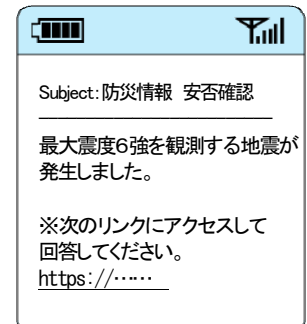 Subject:防災情報 安否確認
最大震度6強を観測する地震が
発生しました。
※次のリンクにアクセスして
回答してください。
https://……